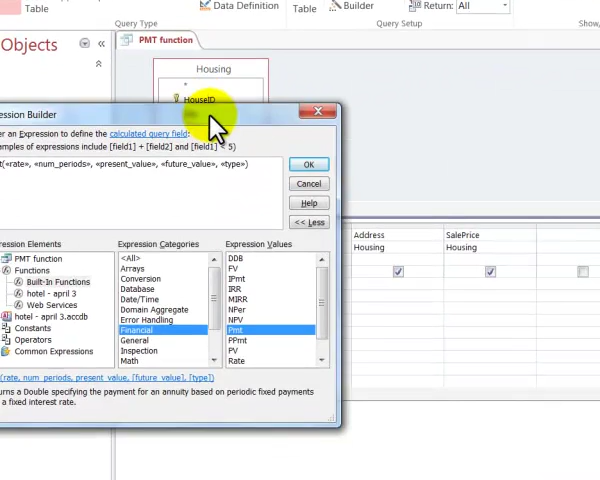 Table
Data Definition
Table
Builder
Return:
All
Query Type
Query Setup
Show,
Objects
PMT function
Housing
*
HouseID
ession Builder
er an Expression to define the calculated query field:
amples of expressions include [field1] + [field2] and [field1] < 5)
t(«rate», «num_periods», «present_value», «future_value», «type»)
OK
Cancel
Help
<< Less
ression Elements
Expression Categories
Expression Values
PMT function
Functions
Built-In Functions
hotel - april 3
Web Services
hotel - april 3.accdb
Constants
Operators
Common Expressions
<All>
Arrays
Conversion
Database
Date/Time
Domain Aggregate
Error Handling
Financial
General
Inspection
Math
DDB
FV
IPmt
IRR
MIRR
NPer
NPV
Pmt
PPmt
PV
Rate
(rate, num_periods, present_value, [future_value], [type])
urns a Double specifying the payment for an annuity based on periodic fixed payments
a fixed interest rate.
Address
SalePrice
Housing
Housing